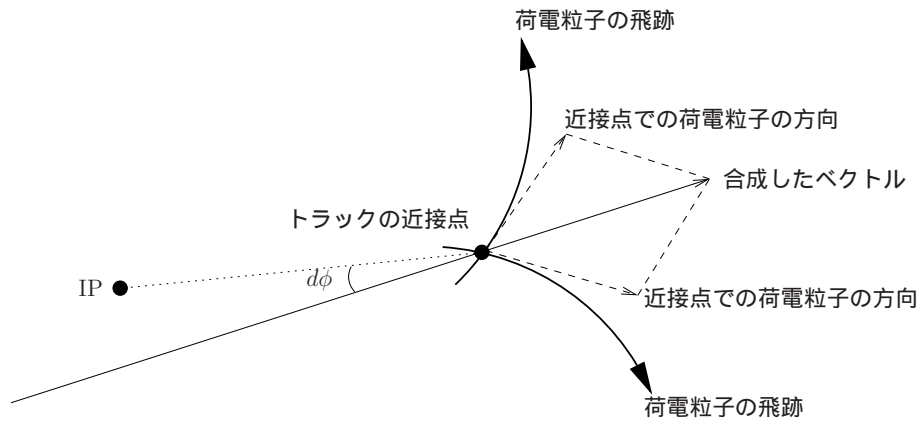 荷電粒子の飛跡
近接点での荷電粒子の方向
合成したベクトル
トラックの近接点
IP
dϕ
近接点での荷電粒子の方向
荷電粒子の飛跡